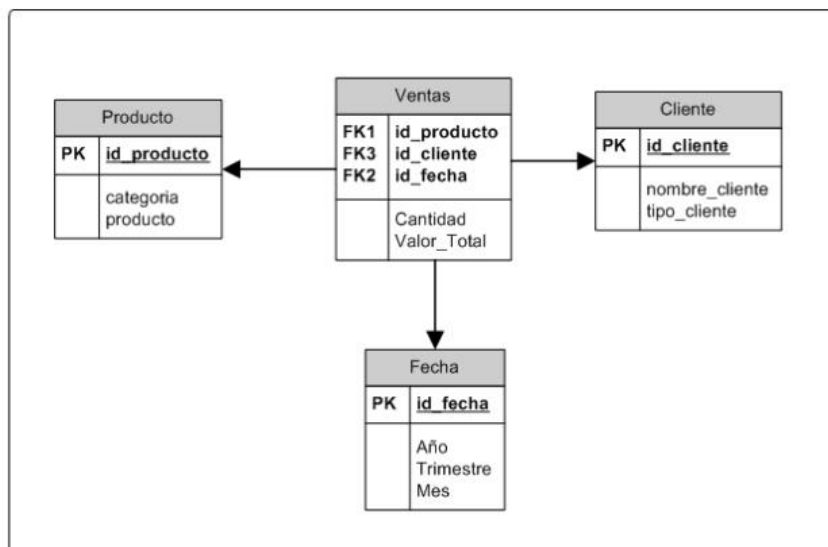 Producto
PK id_producto
categoria
producto
Ventas
FK1 id_producto
FK3 id_cliente
FK2 id_fecha
Cantidad
Valor_Total
Cliente
PK id_cliente
nombre_cliente
tipo_cliente
Fecha
PK id_fecha
Año
Trimestre
Mes